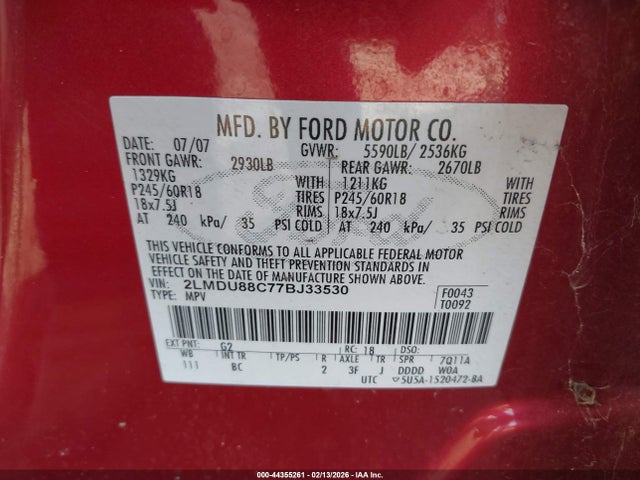 MFD. BY FORD MOTOR CO.
DATE: 07/07 GVWR: 5590LB/ 2536KG
FRONT GAWR: 2930LB REAR GAWR: 2670LB
1329KG WITH 1211KG WITH
P245/60R18 TIRES P245/60R18 TIRES
18x7.5J RIMS 18x7.5J RIMS
AT 240 kPa/ 35 PSI COLD AT 240 kPa/ 35 PSI COLD
THIS VEHICLE CONFORMS TO ALL APPLICABLE FEDERAL MOTOR
VEHICLE SAFETY AND BUMPER AND THEFT PREVENTION STANDARDS IN
EFFECT ON THE DATE OF MANUFACTURE SHOWN ABOVE.
VIN: 2LMDU88C77BJ33530 F0043
TYPE: MPV T0092
EXT PNT: G2 RC: 18 DSO:
WB INT TR TP/PS R AXLE TR SPR 7Q11A
111 BC 2 3F J DDDD W0A
UTC ▽5U5A-1520472-BA
000-44355261 - 02/13/2026 - IAA Inc.